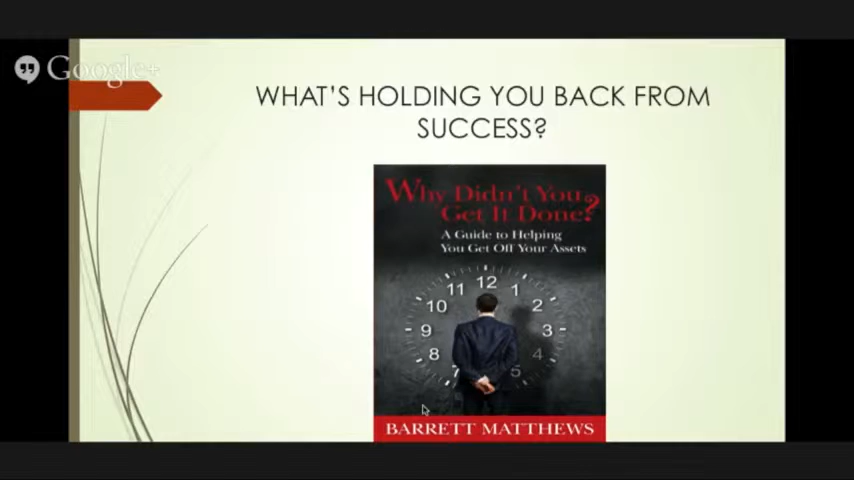 Google+
WHAT'S HOLDING YOU BACK FROM
SUCCESS?
Why Didn't You
Get It Done?
A Guide to Helping
You Get Off Your Assets
12
11
1
10
2
9
3
8
4
7
5
BARRETT MATTHEWS